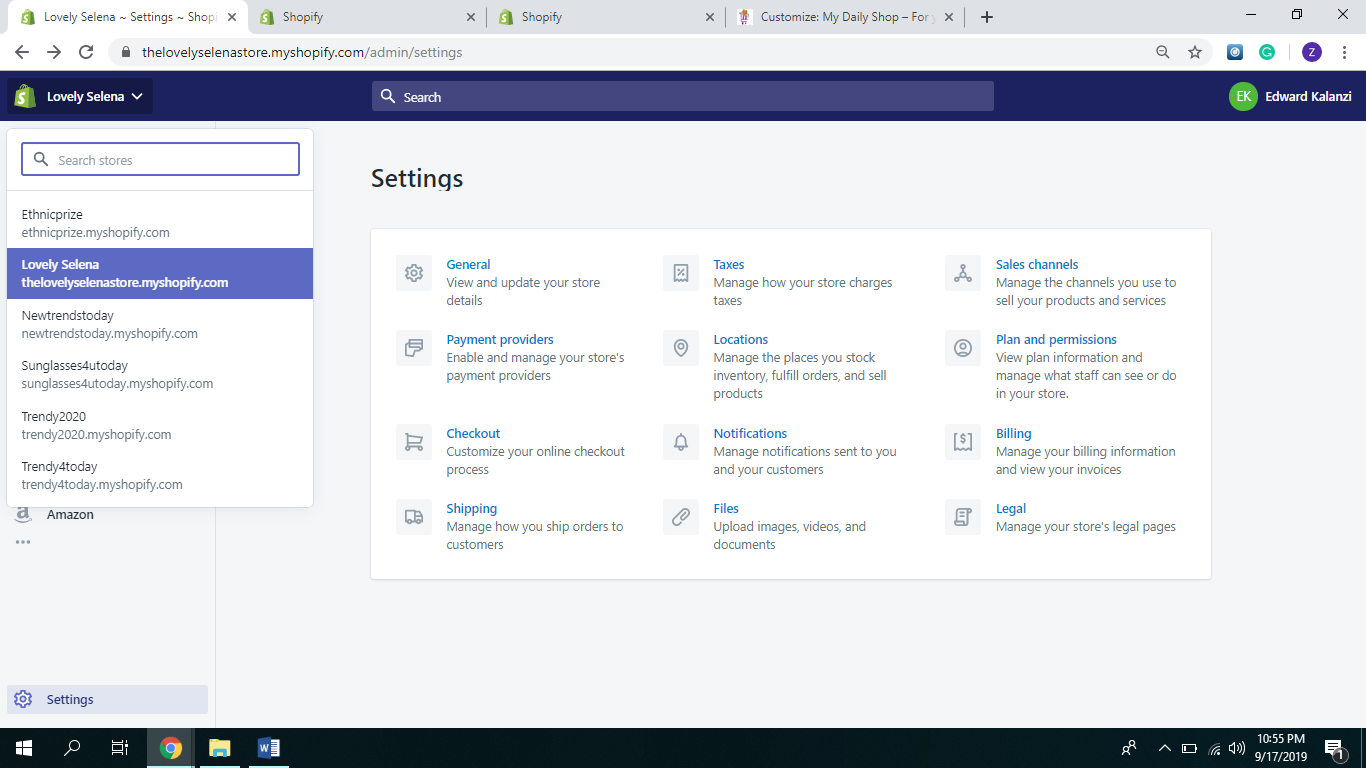 Lovely Selena ~ Settings ~ Shopi
Shopify
Shopify
Customize: My Daily Shop – For y
thelovelyselenastore.myshopify.com/admin/settings
Z
Lovely Selena
Search
EK
Edward Kalanzi
Search stores
Ethnicprize
ethnicprize.myshopify.com
Lovely Selena
thelovelyselenastore.myshopify.com
Newtrendstoday
newtrendstoday.myshopify.com
Sunglasses4utoday
sunglasses4utoday.myshopify.com
Trendy2020
trendy2020.myshopify.com
Trendy4today
trendy4today.myshopify.com
Amazon
Settings
Settings
General
View and update your store
details
Taxes
Manage how your store charges
taxes
Sales channels
Manage the channels you use to
sell your products and services
Payment providers
Enable and manage your store's
payment providers
Locations
Manage the places you stock
inventory, fulfill orders, and sell
products
Plan and permissions
View plan information and
manage what staff can see or do
in your store.
Checkout
Customize your online checkout
process
Notifications
Manage notifications sent to you
and your customers
Billing
Manage your billing information
and view your invoices
Shipping
Manage how you ship orders to
customers
Files
Upload images, videos, and
documents
Legal
Manage your store's legal pages
10:55 PM
9/17/2019
1